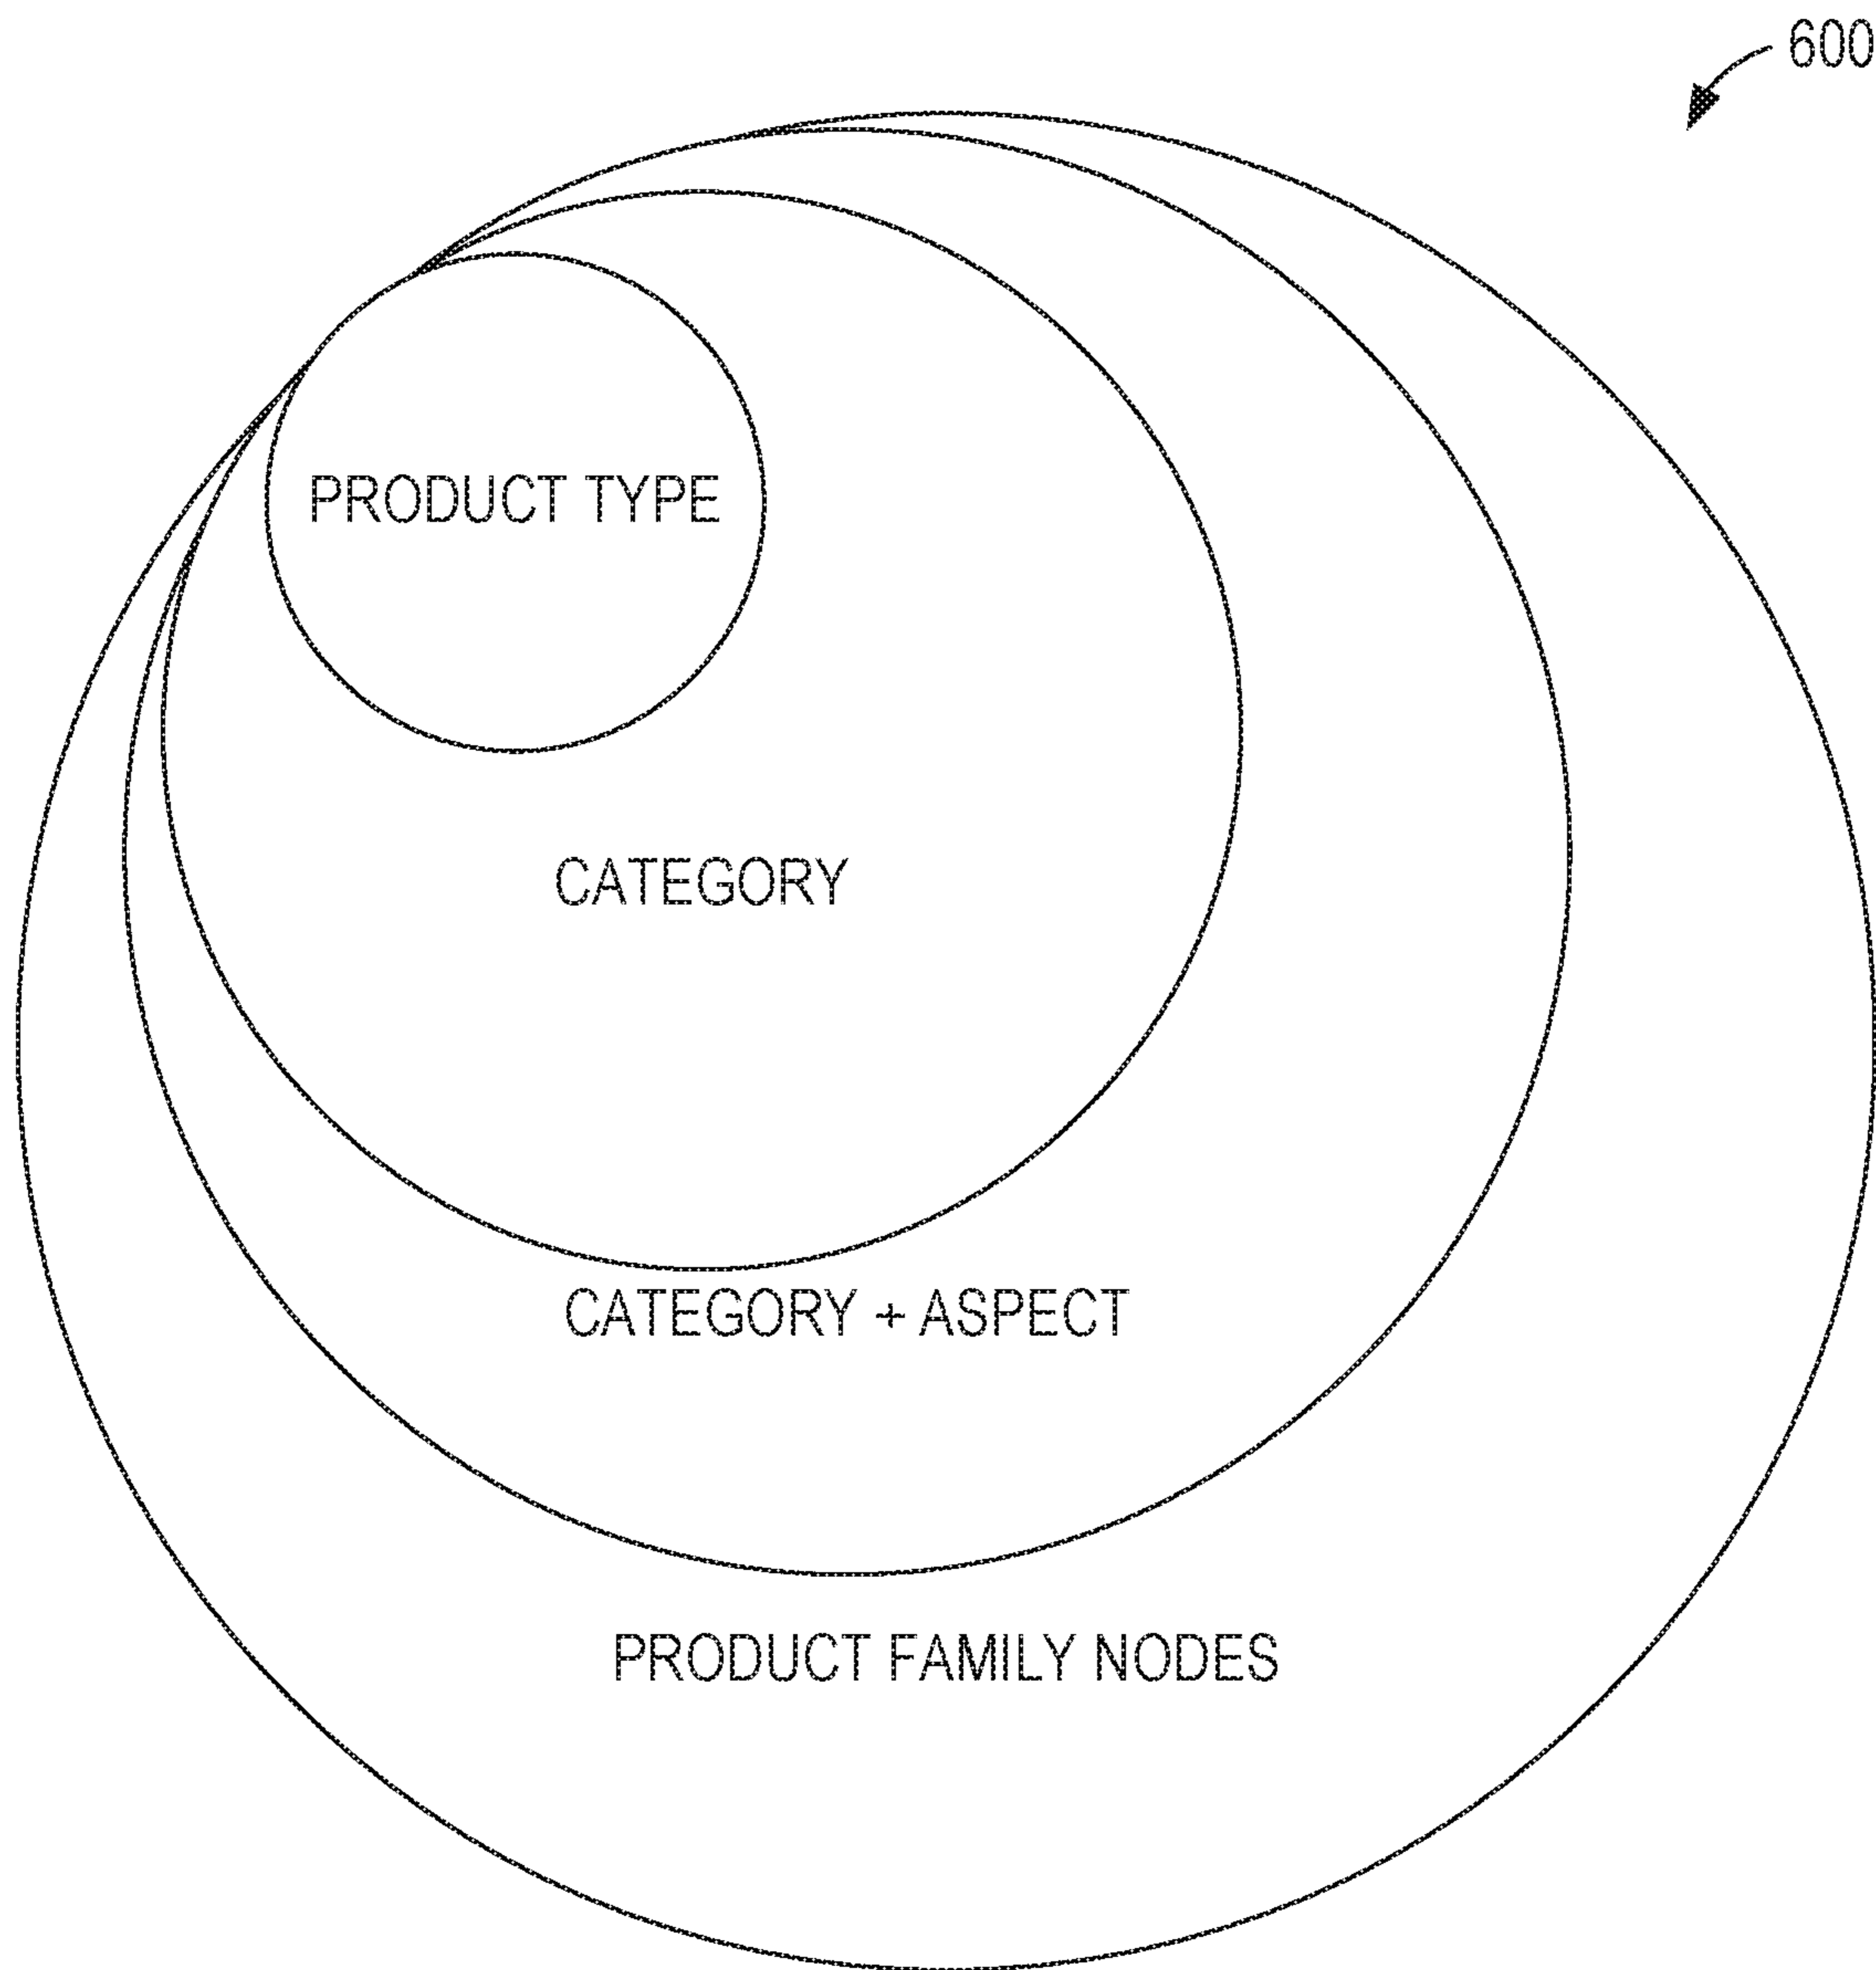 600
PRODUCT TYPE
CATEGORY
CATEGORY + ASPECT
PRODUCT FAMILY NODES